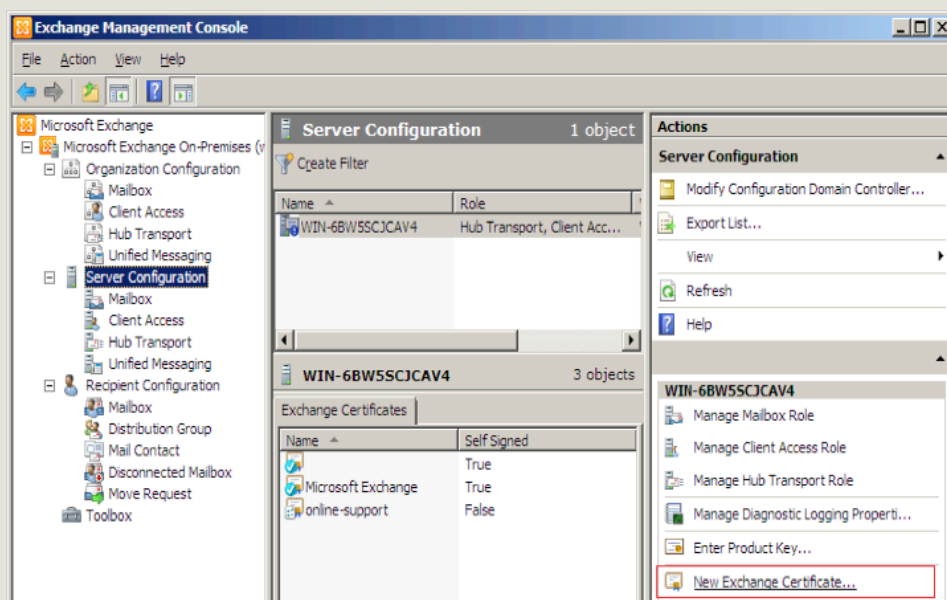 Exchange Management Console
File Action View Help
Microsoft Exchange
Microsoft Exchange On-Premises (w
Organization Configuration
Mailbox
Client Access
Hub Transport
Unified Messaging
Server Configuration
Mailbox
Client Access
Hub Transport
Unified Messaging
Recipient Configuration
Mailbox
Distribution Group
Mail Contact
Disconnected Mailbox
Move Request
Toolbox
Server Configuration 1 object
Create Filter
Name Role
WIN-6BW5SCJCAV4 Hub Transport, Client Acc...
WIN-6BW5SCJCAV4 3 objects
Exchange Certificates
Name Self Signed
True
Microsoft Exchange True
online-support False
Actions
Server Configuration
Modify Configuration Domain Controller...
Export List...
View
Refresh
Help
WIN-6BW5SCJCAV4
Manage Mailbox Role
Manage Client Access Role
Manage Hub Transport Role
Manage Diagnostic Logging Properti...
Enter Product Key...
New Exchange Certificate...